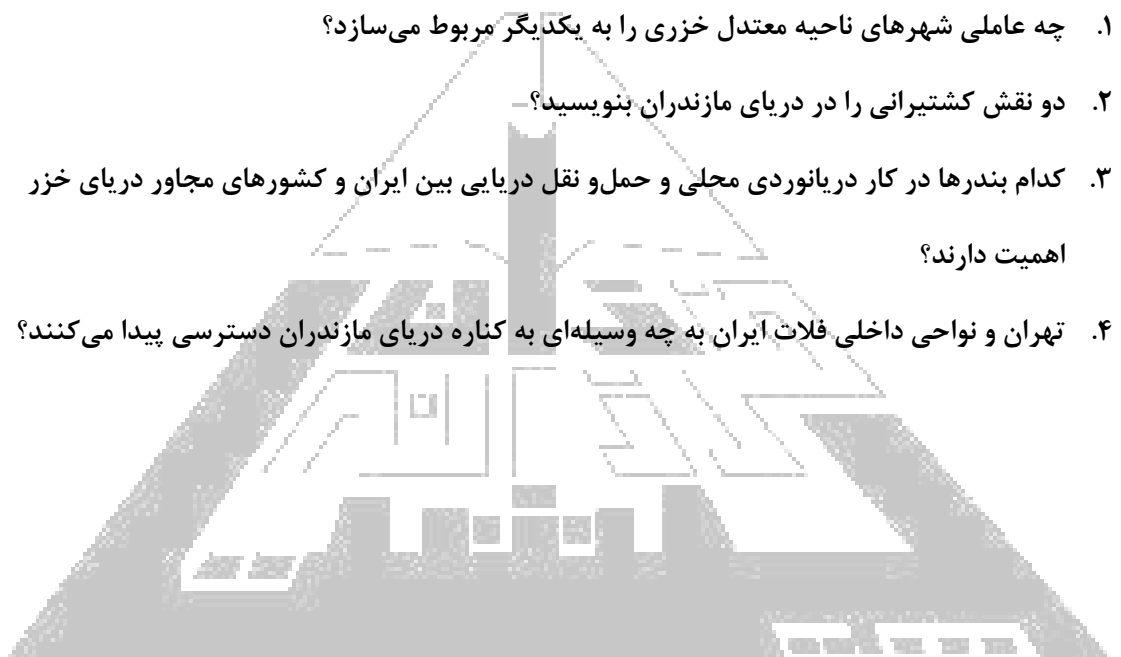 ۱. چه عاملی شهرهای ناحیه معتدل خزری را به یکدیگر مربوط می‌سازد؟
۲. دو نقش کشتیرانی را در دریای مازندران بنویسید؟
۳. کدام بندرها در کار دریانوردی محلی و حمل‌و نقل دریایی بین ایران و کشورهای مجاور دریای خزر
اهمیت دارند؟
۴. تهران و نواحی داخلی فلات ایران به چه وسیله‌ای به کناره دریای مازندران دسترسی پیدا می‌کنند؟